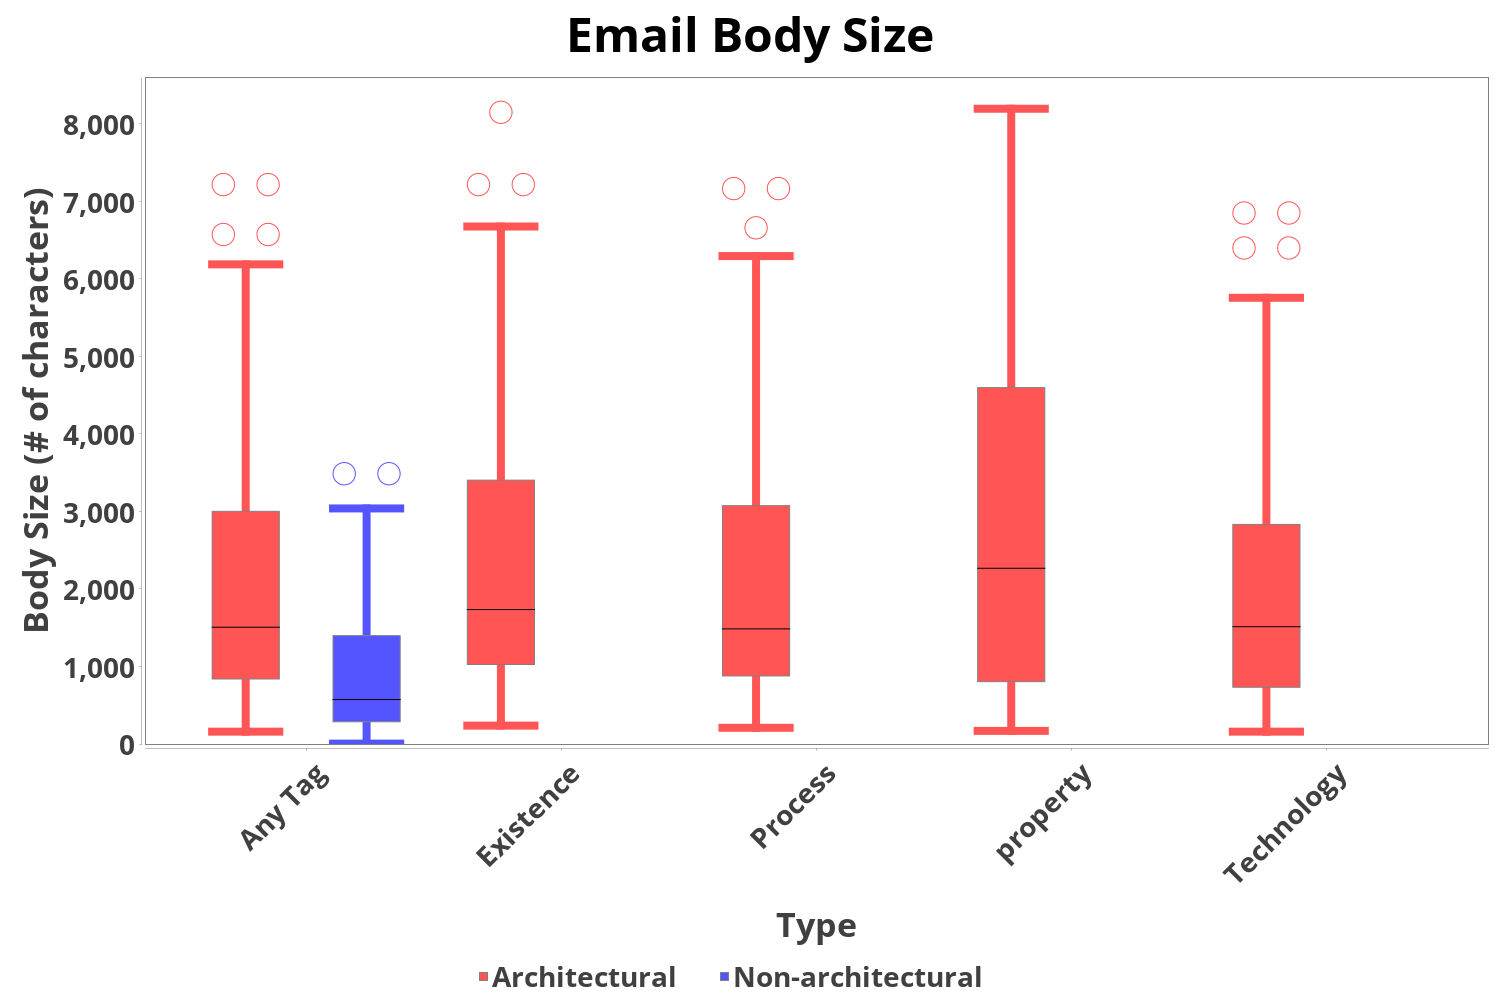 Email Body Size
Body Size (# of characters)
8,000
7,000
6,000
5,000
4,000
3,000
2,000
1,000
0
Any Tag
Existence
Process
property
Technology
Type
Architectural
Non-architectural